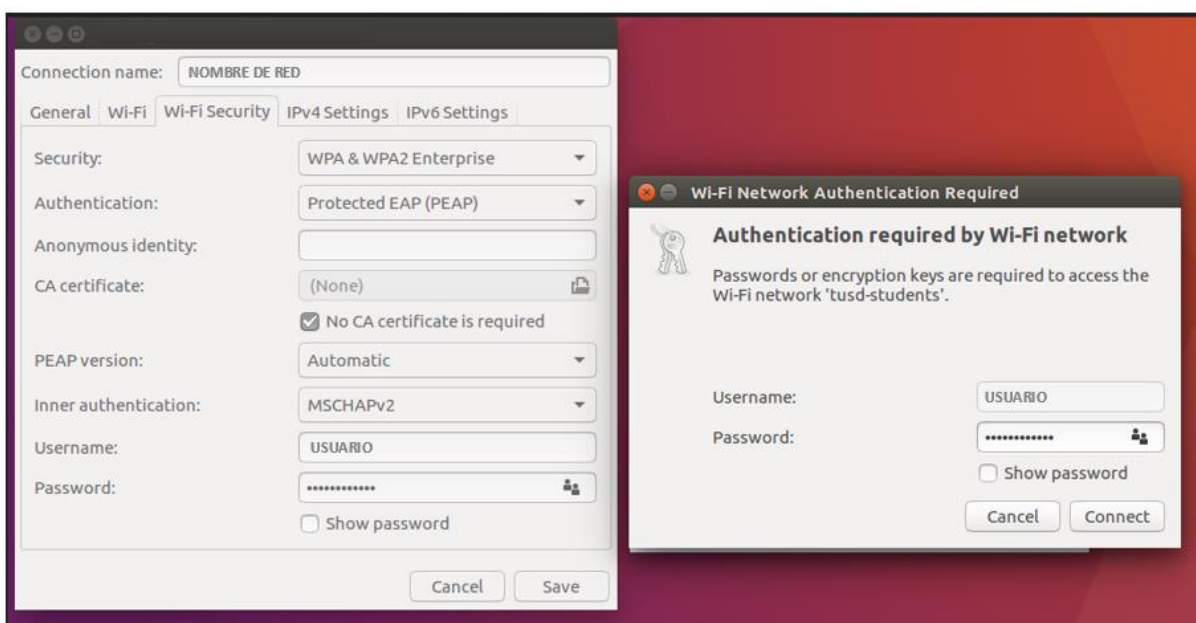 Connection name: NOMBRE DE RED
General Wi-Fi Wi-Fi Security IPv4 Settings IPv6 Settings
Security: WPA & WPA2 Enterprise
Authentication: Protected EAP (PEAP)
Anonymous identity:
CA certificate: (None)
No CA certificate is required
PEAP version: Automatic
Inner authentication: MSCHAPv2
Username: USUARIO
Password: ••••••••••••
Show password
Cancel Save
Wi-Fi Network Authentication Required
Authentication required by Wi-Fi network
Passwords or encryption keys are required to access the
Wi-Fi network 'tusd-students'.
Username: USUARIO
Password: ••••••••••••
Show password
Cancel Connect